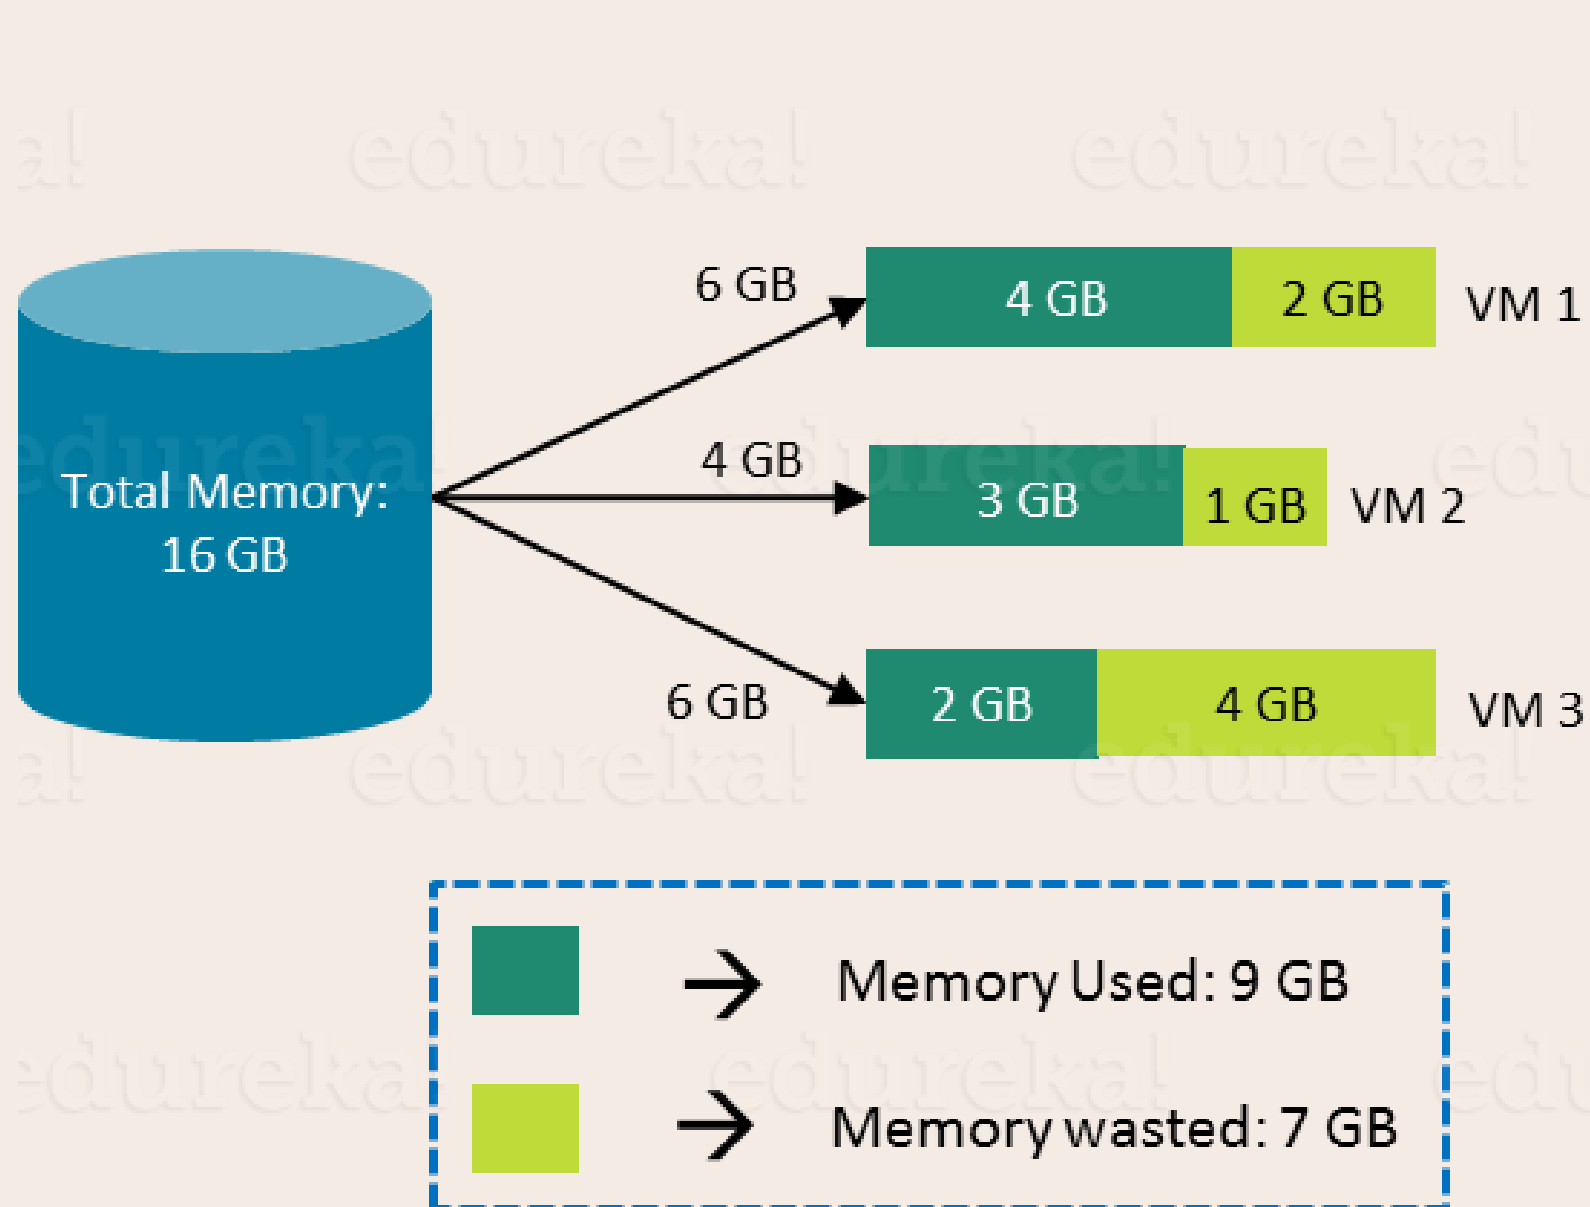 edureka!
edureka!
Total Memory:
16 GB
6 GB
4 GB
2 GB
VM 1
4 GB
3 GB
1 GB
VM 2
6 GB
2 GB
4 GB
VM 3
Memory Used: 9 GB
Memory wasted: 7 GB